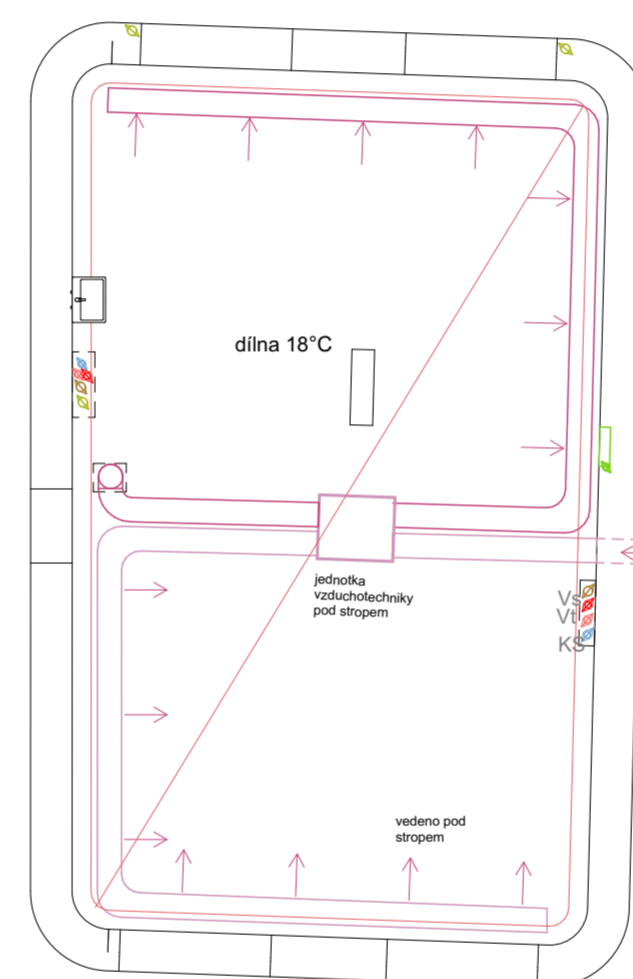 dílna 18°C
jednotka
vzduchotechniky
pod stropem
Vs
Vt
KS
vedeno pod
stropem